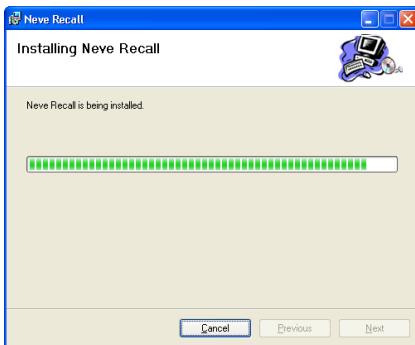 Neve Recall
Installing Neve Recall
Neve Recall is being installed.
Cancel
Previous
Next